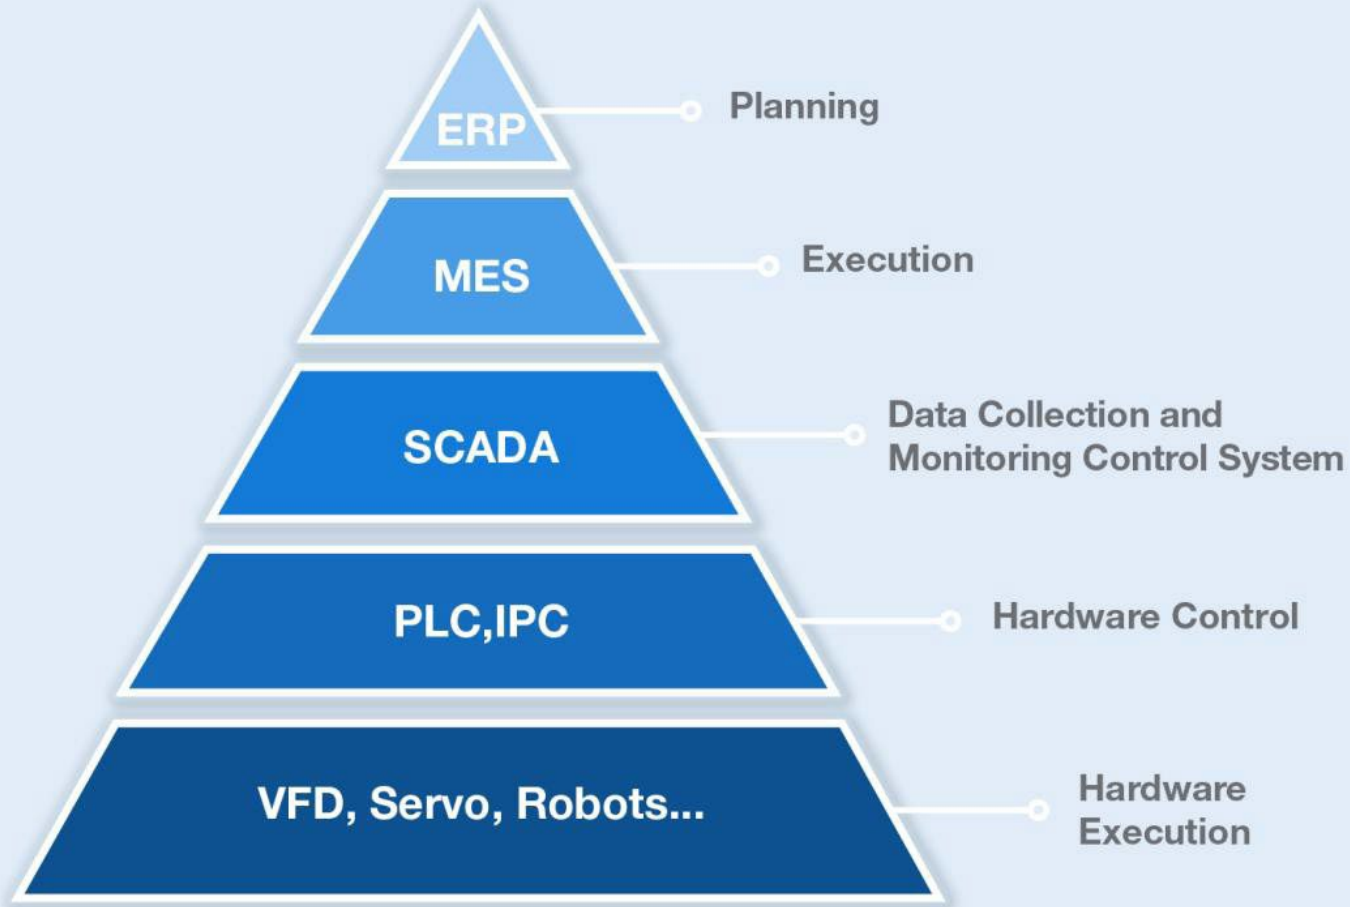 ERP
Planning
MES
Execution
SCADA
Data Collection and
Monitoring Control System
PLC,IPC
Hardware Control
VFD, Servo, Robots...
Hardware
Execution